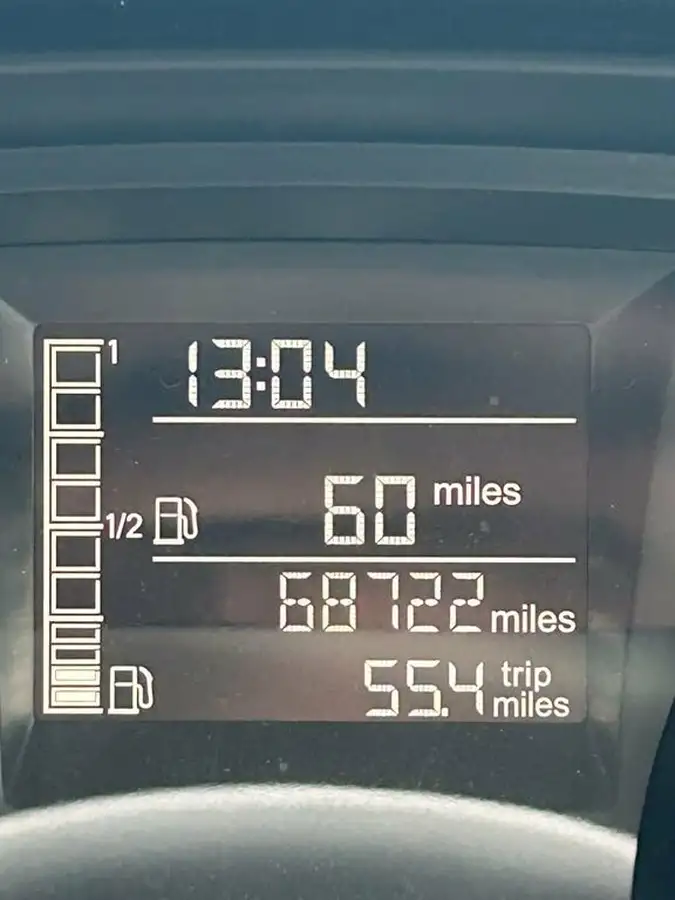 1 13:04
60 miles
1/2
68722 miles
55.4 trip miles